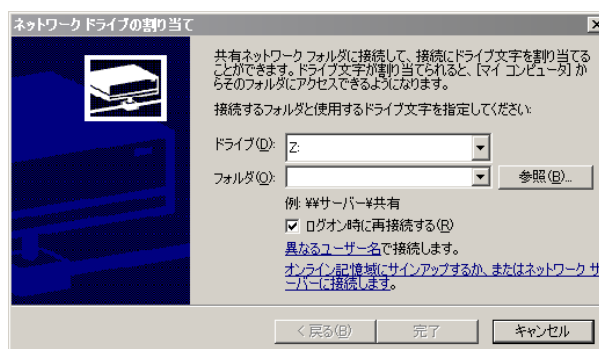 ネットワーク ドライブの割り当て
共有ネットワーク フォルダに接続して、接続にドライブ文字を割り当てる
ことができます。ドライブ文字が割り当てられると、[マイ コンピュータ] か
らそのフォルダにアクセスできるようになります。
接続するフォルダと使用するドライブ文字を指定してください:
ドライブ(D):
Z:
フォルダ(O):
参照(B)...
例: ¥¥サーバー¥共有
ログオン時に再接続する(R)
異なるユーザー名で接続します。
オンライン記憶域にサインアップするか、またはネットワーク サ
ーバーに接続します。
< 戻る(B)
完了
キャンセル